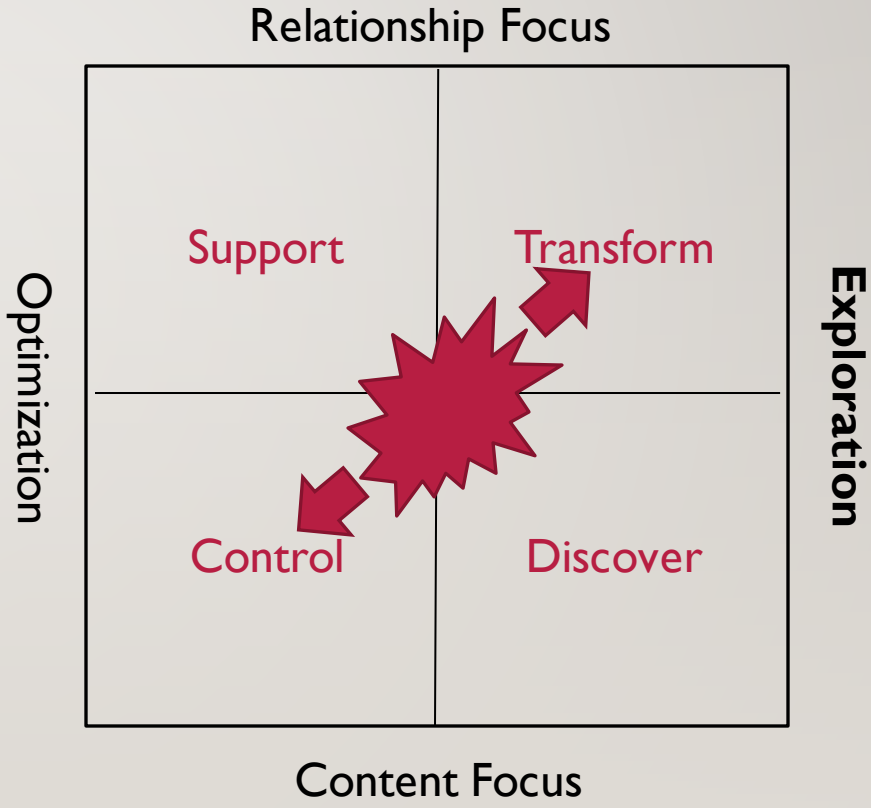 Relationship Focus
Support
Transform
Optimization
Exploration
Control
Discover
Content Focus